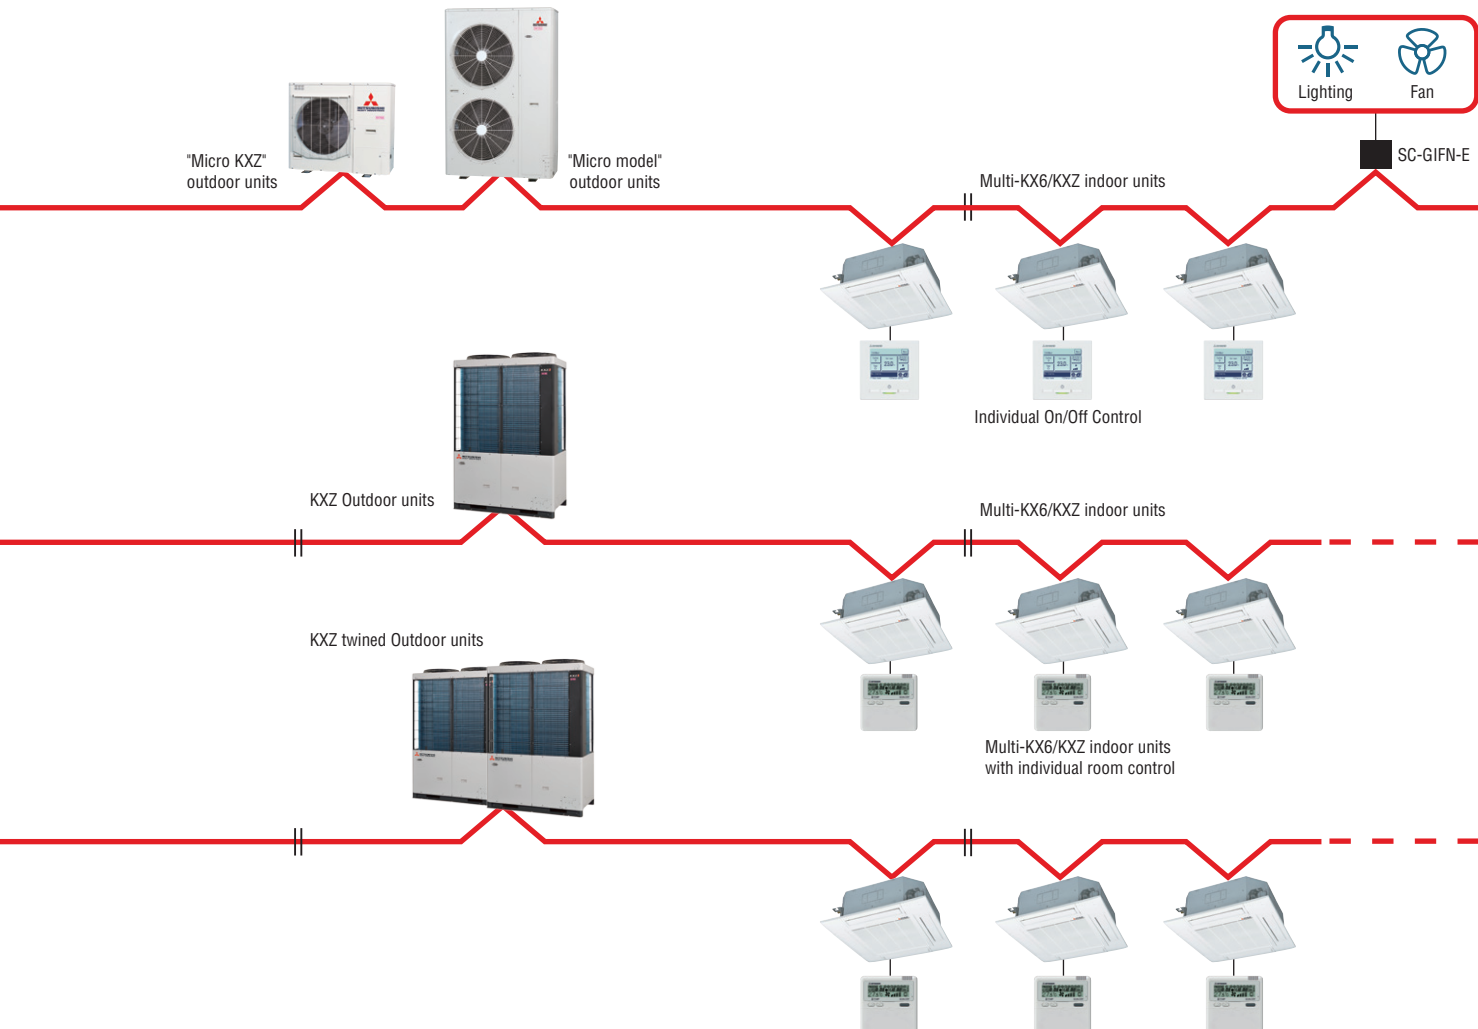 Lighting
Fan
SC-GIFN-E
"Micro KXZ"
outdoor units
"Micro model"
outdoor units
Multi-KX6/KXZ indoor units
Individual On/Off Control
KXZ Outdoor units
Multi-KX6/KXZ indoor units
KXZ twined Outdoor units
Multi-KX6/KXZ indoor units
with individual room control